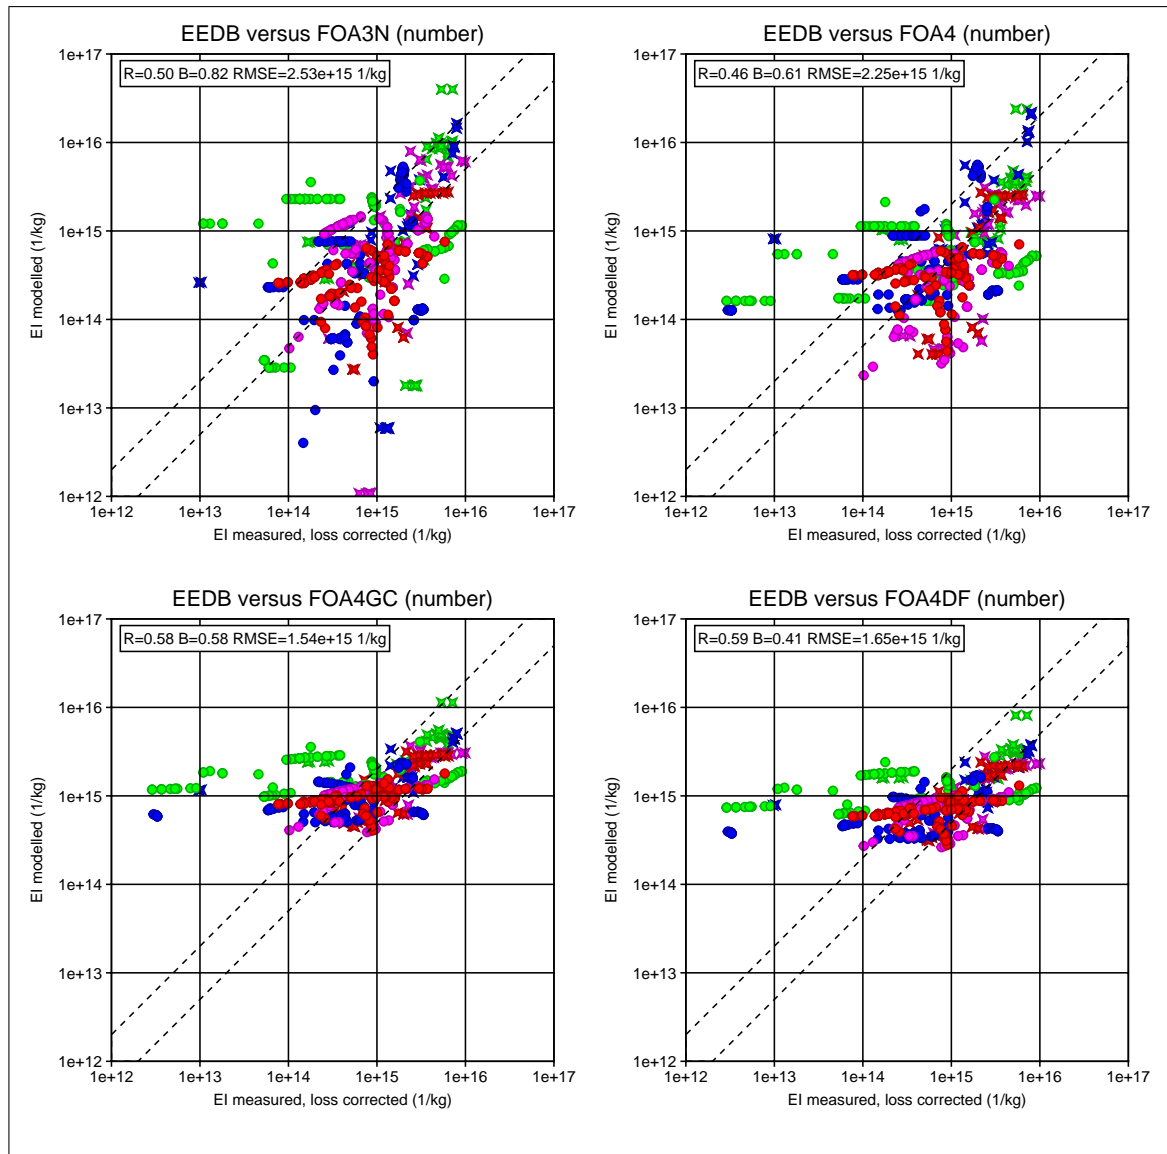 EEDB versus FOA3N (number)
R=0.50 B=0.82 RMSE=2.53e+15 1/kg
1e+17
1e+16
1e+15
1e+14
1e+13
1e+12
EI modelled (1/kg)
1e+12 1e+13 1e+14 1e+15 1e+16 1e+17
EI measured, loss corrected (1/kg)
EEDB versus FOA4 (number)
R=0.46 B=0.61 RMSE=2.25e+15 1/kg
1e+17
1e+16
1e+15
1e+14
1e+13
1e+12
EI modelled (1/kg)
1e+12 1e+13 1e+14 1e+15 1e+16 1e+17
EI measured, loss corrected (1/kg)
EEDB versus FOA4GC (number)
R=0.58 B=0.58 RMSE=1.54e+15 1/kg
1e+17
1e+16
1e+15
1e+14
1e+13
1e+12
EI modelled (1/kg)
1e+12 1e+13 1e+14 1e+15 1e+16 1e+17
EI measured, loss corrected (1/kg)
EEDB versus FOA4DF (number)
R=0.59 B=0.41 RMSE=1.65e+15 1/kg
1e+17
1e+16
1e+15
1e+14
1e+13
1e+12
EI modelled (1/kg)
1e+12 1e+13 1e+14 1e+15 1e+16 1e+17
EI measured, loss corrected (1/kg)